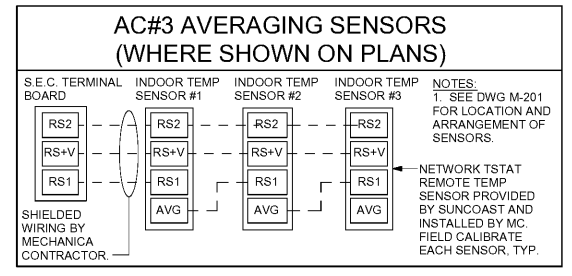 AC#3 AVERAGING SENSORS
(WHERE SHOWN ON PLANS)
S.E.C. TERMINAL
BOARD
INDOOR TEMP
SENSOR #1
INDOOR TEMP
SENSOR #2
INDOOR TEMP
SENSOR #3
NOTES:
1. SEE DWG M-201
FOR LOCATION AND
ARRANGEMENT OF
SENSORS.
RS2
RS2
RS2
RS2
RS+V
RS+V
RS+V
RS+V
RS1
RS1
RS1
RS1
AVG
AVG
AVG
SHIELDED
WIRING BY
MECHANICA
CONTRACTOR.
NETWORK TSTAT
REMOTE TEMP
SENSOR PROVIDED
BY SUNCOAST AND
INSTALLED BY MC.
FIELD CALIBRATE
EACH SENSOR, TYP.